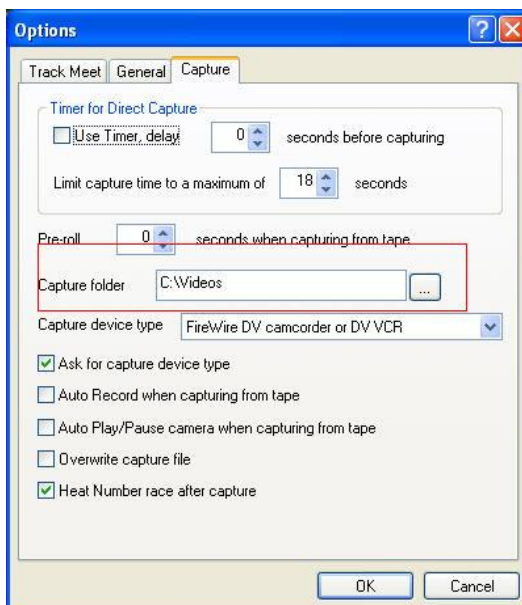 Options
Track Meet General Capture
Timer for Direct Capture
Use Timer, delay 0 seconds before capturing
Limit capture time to a maximum of 18 seconds
Pre-roll 0 seconds when capturing from tape
Capture folder C:\Videos ...
Capture device type FireWire DV camcorder or DV VCR
Ask for capture device type
Auto Record when capturing from tape
Auto Play/Pause camera when capturing from tape
Overwrite capture file
Heat Number race after capture
OK Cancel